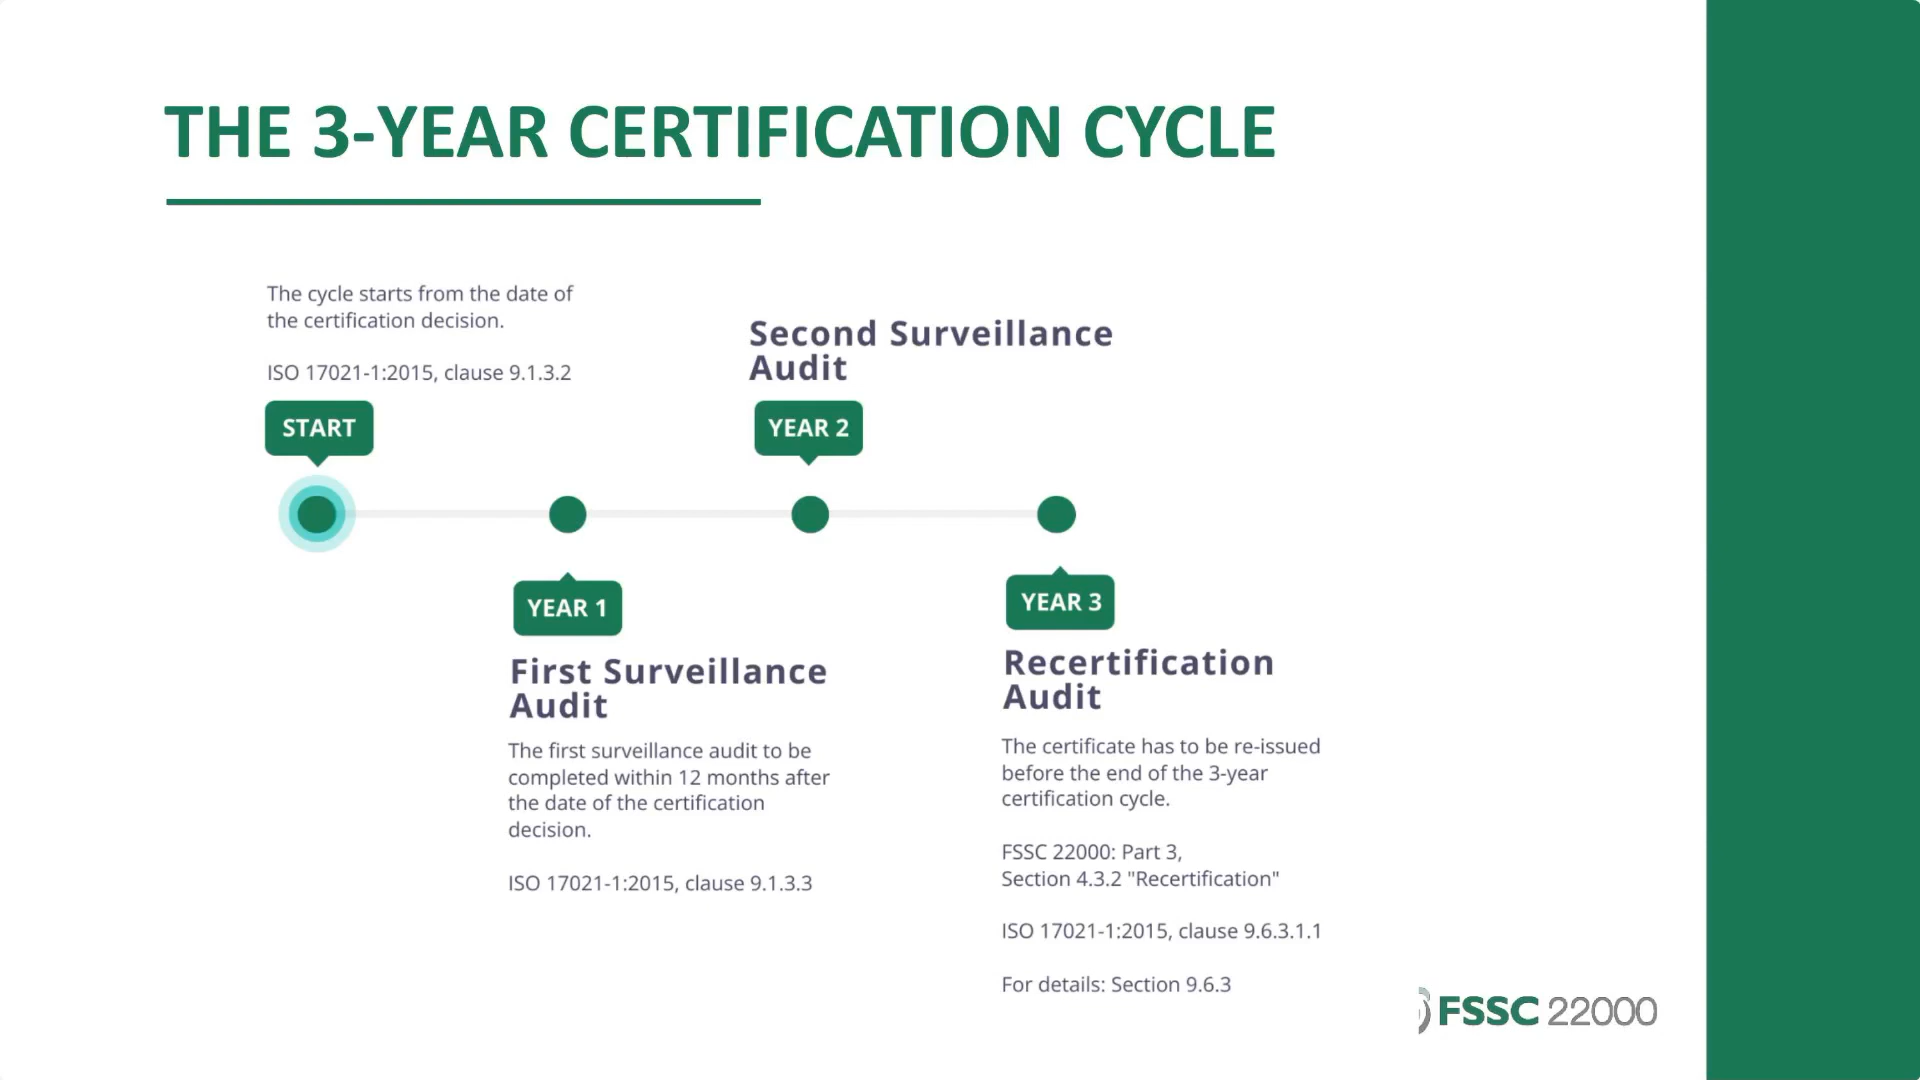 THE 3-YEAR CERTIFICATION CYCLE
The cycle starts from the date of
the certification decision.
ISO 17021-1:2015, clause 9.1.3.2
START
Second Surveillance
Audit
YEAR 2
YEAR 1
First Surveillance
Audit
The first surveillance audit to be
completed within 12 months after
the date of the certification
decision.
ISO 17021-1:2015, clause 9.1.3.3
YEAR 3
Recertification
Audit
The certificate has to be re-issued
before the end of the 3-year
certification cycle.
FSSC 22000: Part 3,
Section 4.3.2 "Recertification"
ISO 17021-1:2015, clause 9.6.3.1.1
For details: Section 9.6.3
FSSC 22000